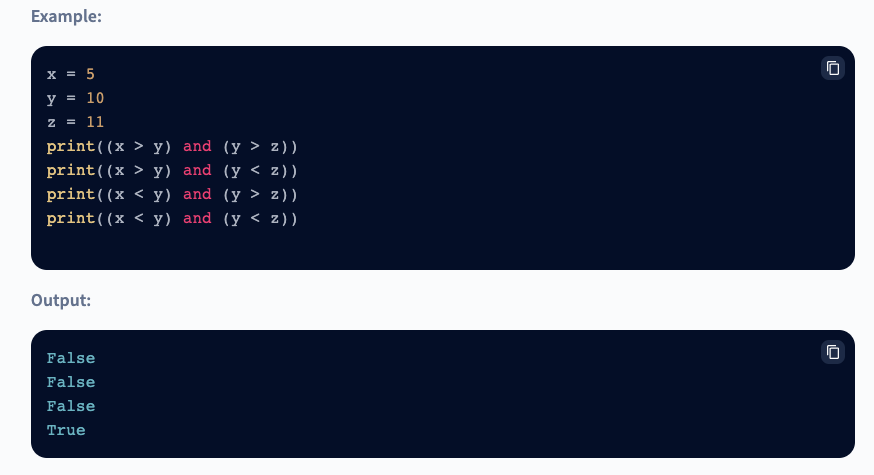 Example:
x = 5
y = 10
z = 11
print((x > y) and (y > z))
print((x > y) and (y < z))
print((x < y) and (y > z))
print((x < y) and (y < z))
Output:
False
False
False
True